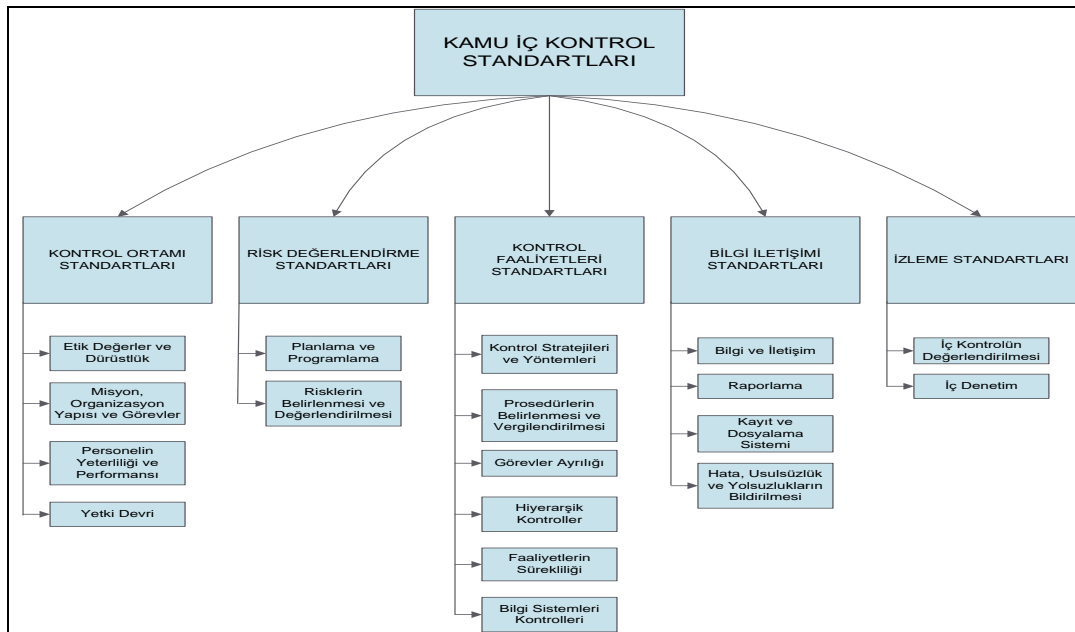 KAMU İÇ KONTROL
STANDARTLARI
KONTROL ORTAMI
STANDARTLARI
Etik Değerler ve
Dürüstlük
Misyon,
Organizasyon
Yapısı ve Görevler
Personelin
Yeterliliği ve
Performansı
Yetki Devri
RİSK DEĞERLENDİRME
STANDARTLARI
Planlama ve
Programlama
Risklerin
Belirlenmesi ve
Değerlendirilmesi
KONTROL
FAALİYETLERİ
STANDARTLARI
Kontrol Stratejileri
ve Yöntemleri
Prosedürlerin
Belirlenmesi ve
Vergilendirilmesi
Görevler Ayrılığı
Hiyerarşik
Kontroller
Faaliyetlerin
Sürekliliği
Bilgi Sistemleri
Kontrolleri
BİLGİ İLETİŞİMİ
STANDARTLARI
Bilgi ve İletişim
Raporlama
Kayıt ve
Dosyalama
Sistemi
Hata, Usulsüzlük
ve Yolsuzlukların
Bildirilmesi
İZLEME STANDARTLARI
İç Kontrolün
Değerlendirilmesi
İç Denetim